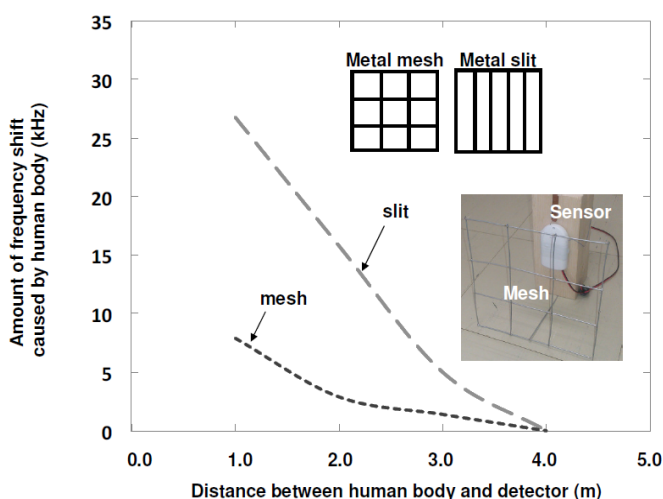 35
30
25
20
15
10
5
0
Amount of frequency shift
caused by human body (kHz)
Metal mesh Metal slit
slit
mesh
Sensor
Mesh
0.0 1.0 2.0 3.0 4.0 5.0
Distance between human body and detector (m)